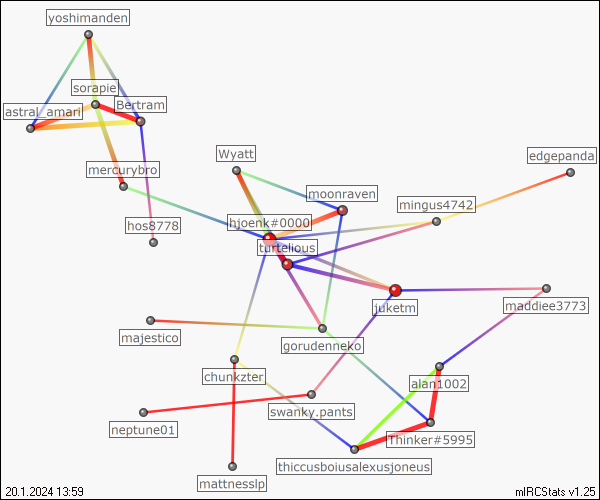 yoshimanden
sorapie
astral_amari
Bertram
Wyatt
edgepanda
mercurybro
moonraven
mingus4742
hos8778
hjoenk#0000
turtelious
juketm
maddiee3773
majestico
gorudenneko
chunkzter
alan1002
swanky.pants
neptune01
Thinker#5995
thiccusboiusalexusjoneus
mattnesslp
20.1.2024 13:59
mIRCStats v1.25